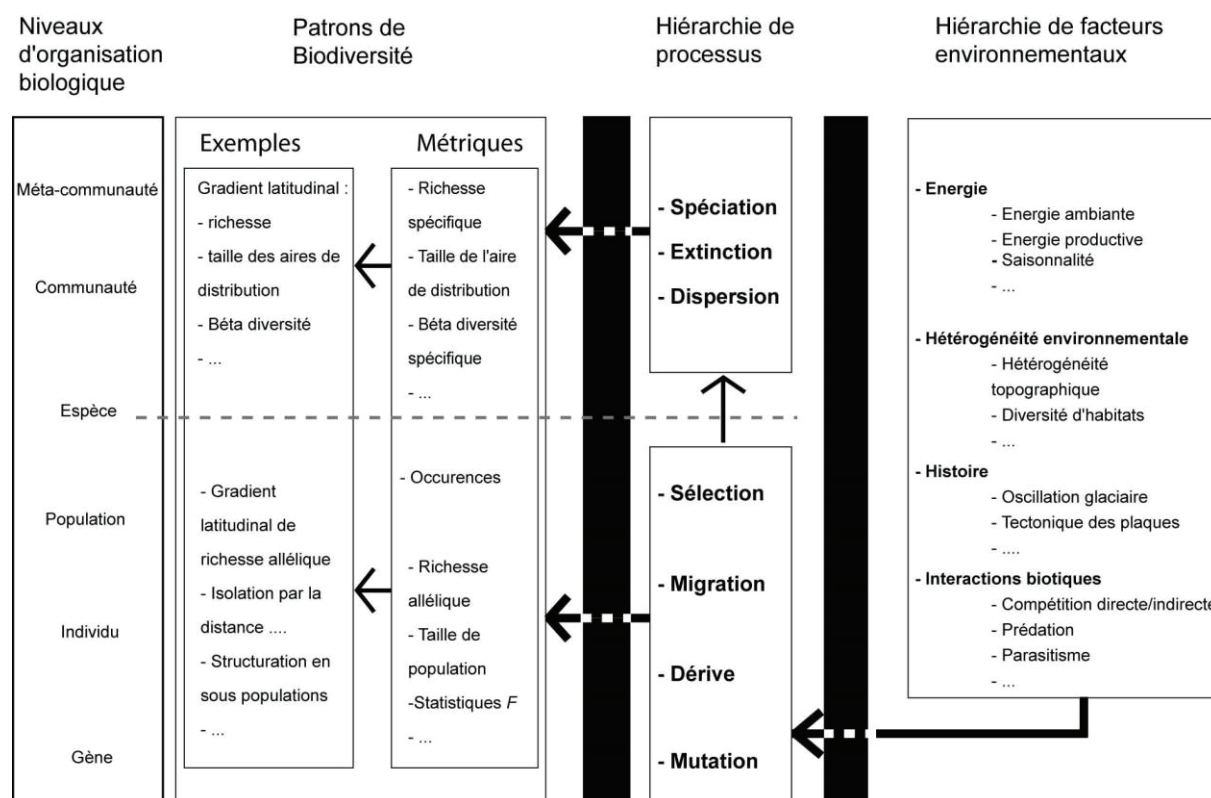 Niveaux
d'organisation
biologique
Patrons de
Biodiversité
Hiérarchie de
processus
Hiérarchie de facteurs
environnementaux
Méta-communauté
Communauté
Espèce
Population
Individu
Gène
Exemples
Gradient latitudinal :
- richesse
- taille des aires de
distribution
- Béta diversité
- ...
- Gradient
latitudinal de
richesse allélique
- Isolation par la
distance ....
- Structuration en
sous populations
- ...
Métriques
- Richesse
spécifique
- Taille de l'aire
de distribution
- Béta diversité
spécifique
- ...
- Occurences
- Richesse
allélique
- Taille de
population
-Statistiques F
- ...
- Spéciation
- Extinction
- Dispersion
- Sélection
- Migration
- Dérive
- Mutation
- Energie
- Energie ambiante
- Energie productive
- Saisonnalité
- ...
- Hétérogénéité environnementale
- Hétérogénéité
topographique
- Diversité d'habitats
- ...
- Histoire
- Oscillation glaciaire
- Tectonique des plaques
- ....
- Interactions biotiques
- Compétition directe/indirecte
- Prédation
- Parasitisme
- ...